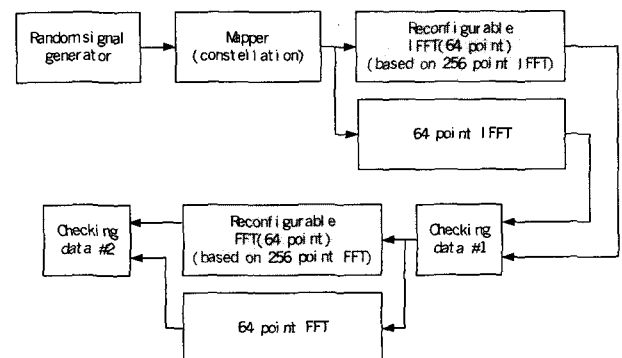 Random signal
generator
Mapper
(constellation)
Reconfigurable
IFFT(64 point)
(based on 256 point IFFT)
64 point IFFT
Checking
data #2
Reconfigurable
FFT(64 point)
(based on 256 point FFT)
Checking
data #1
64 point FFT